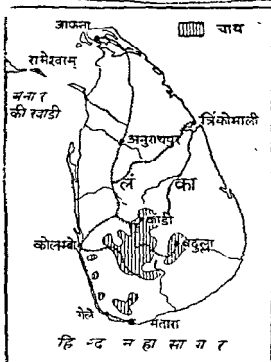 जाफना
चाय
रामेश्वरम्
मनार
की खाड़ी
त्रिंकोमाली
अनुराधपुर
लं का
कांडी
कोलम्बो
बदुल्ला
गेले
मतारा
हिन्द महासागर